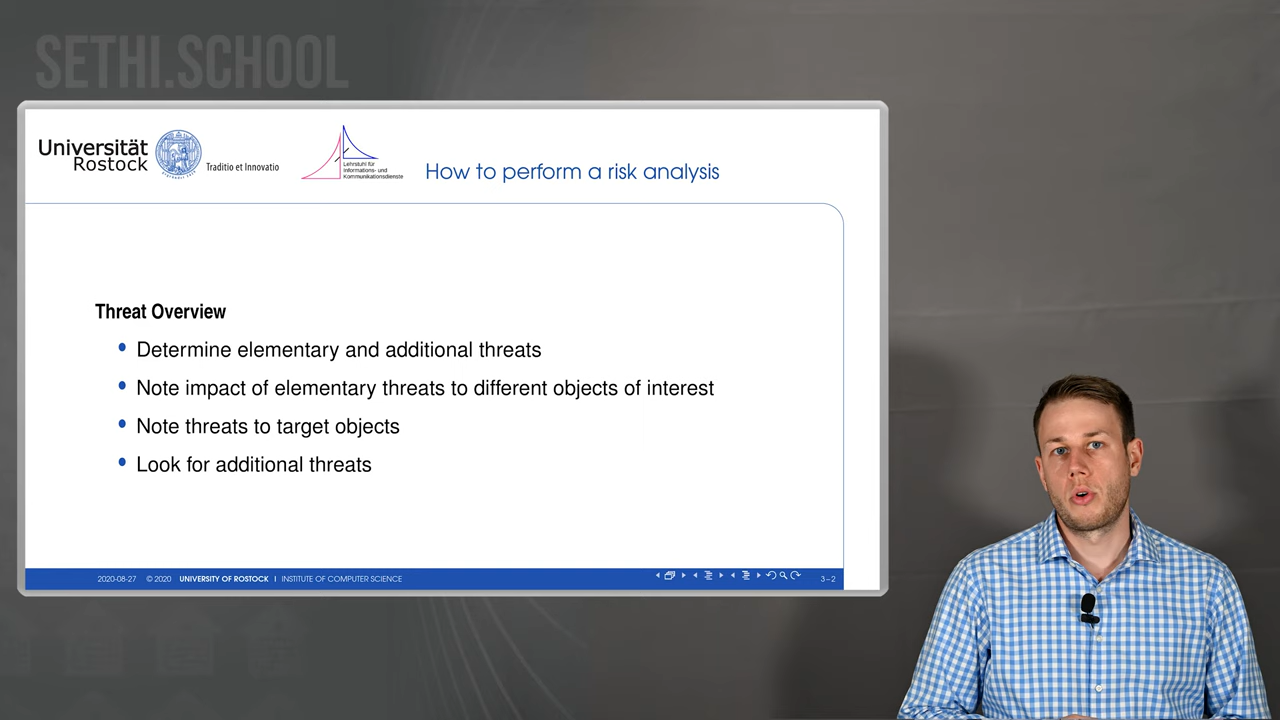 SETHI.SCHOOL
Universität
Rostock
Traditio et Innovatio
Lehrstuhl für
Informations- und
Kommunikationsdienste
How to perform a risk analysis
Threat Overview
• Determine elementary and additional threats
• Note impact of elementary threats to different objects of interest
• Note threats to target objects
• Look for additional threats
2020-08-27 © 2020 UNIVERSITY OF ROSTOCK | INSTITUTE OF COMPUTER SCIENCE 3–2